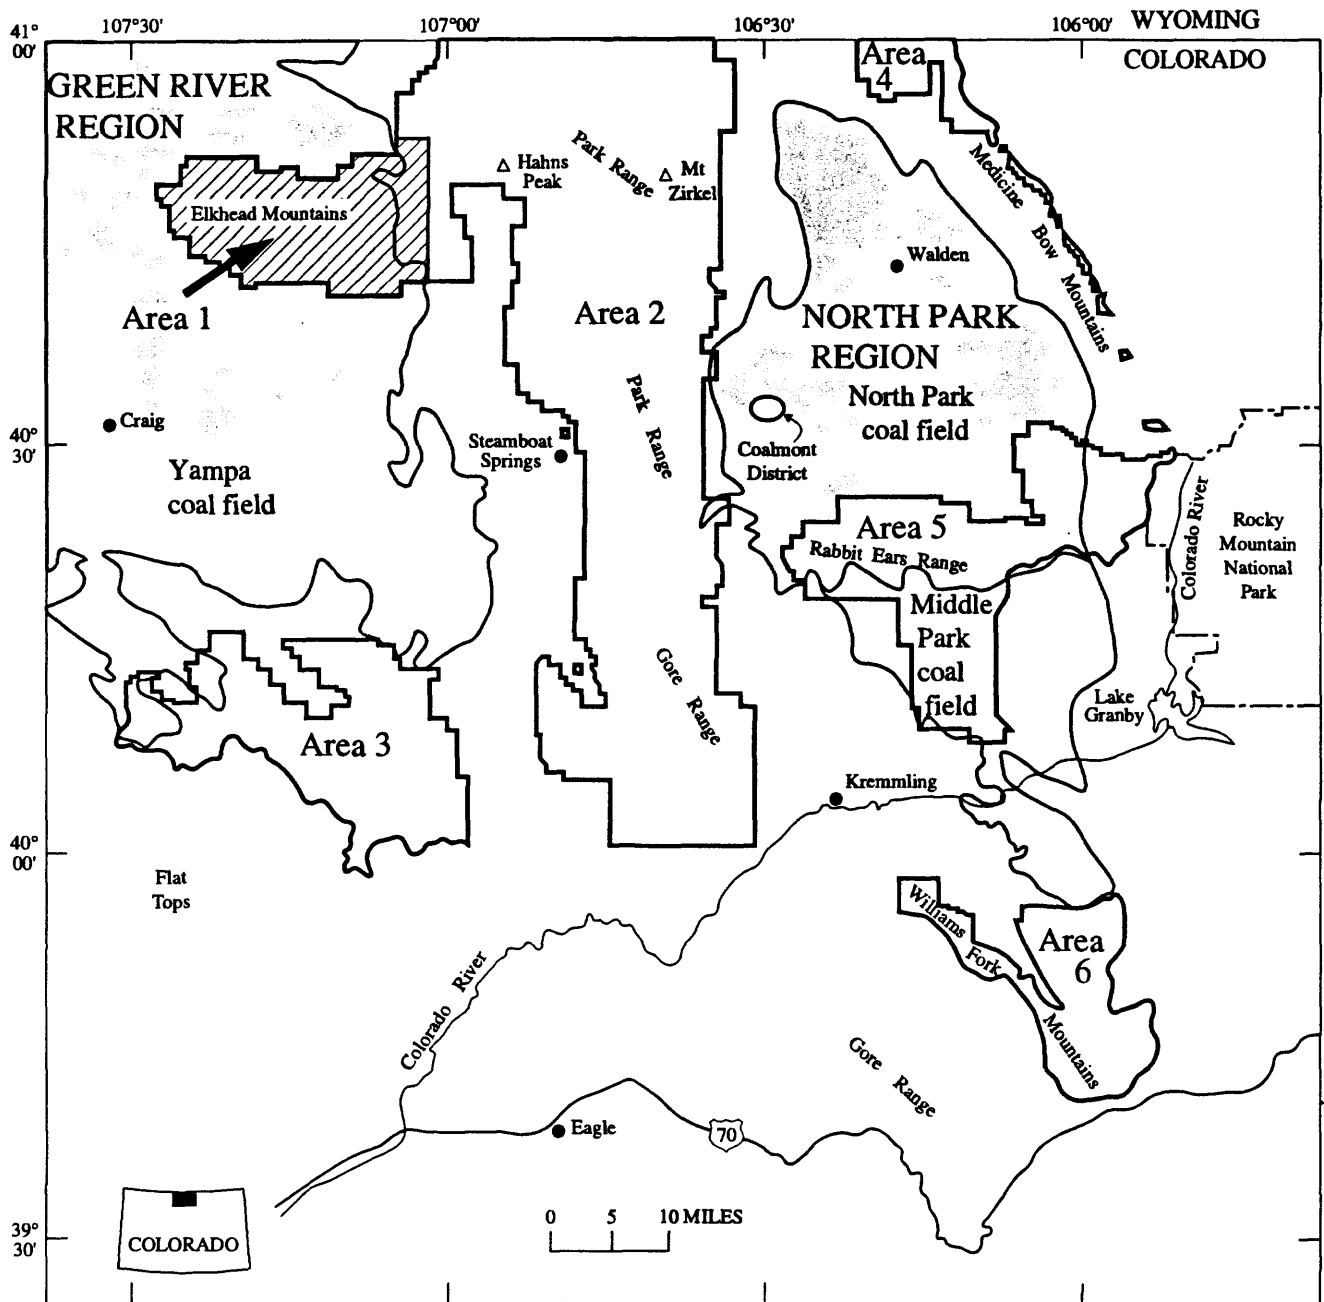 107°30' 107°00' 106°30' 106°00' WYOMING
COLORADO
41°
00'
GREEN RIVER
REGION
Area
4
Hahns
Peak
Park Range
Mt
Zirkel
Medicine Bow Mountains
Elkhead Mountains
Walden
Area 1
Area 2
NORTH PARK
REGION
Park Range
North Park
coal field
Craig
40°
30'
Steamboat
Springs
Coalmont
District
Yampa
coal field
Colorado River
Rocky
Mountain
National
Park
Area 5
Rabbit Ears Range
Middle
Park
coal
field
Gore Range
Lake
Granby
Area 3
Kremmling
40°
00'
Flat
Tops
Williams Fork Mountains
Area
6
Colorado River
Gore Range
Eagle
70
COLORADO
0 5 10 MILES
39°
30'